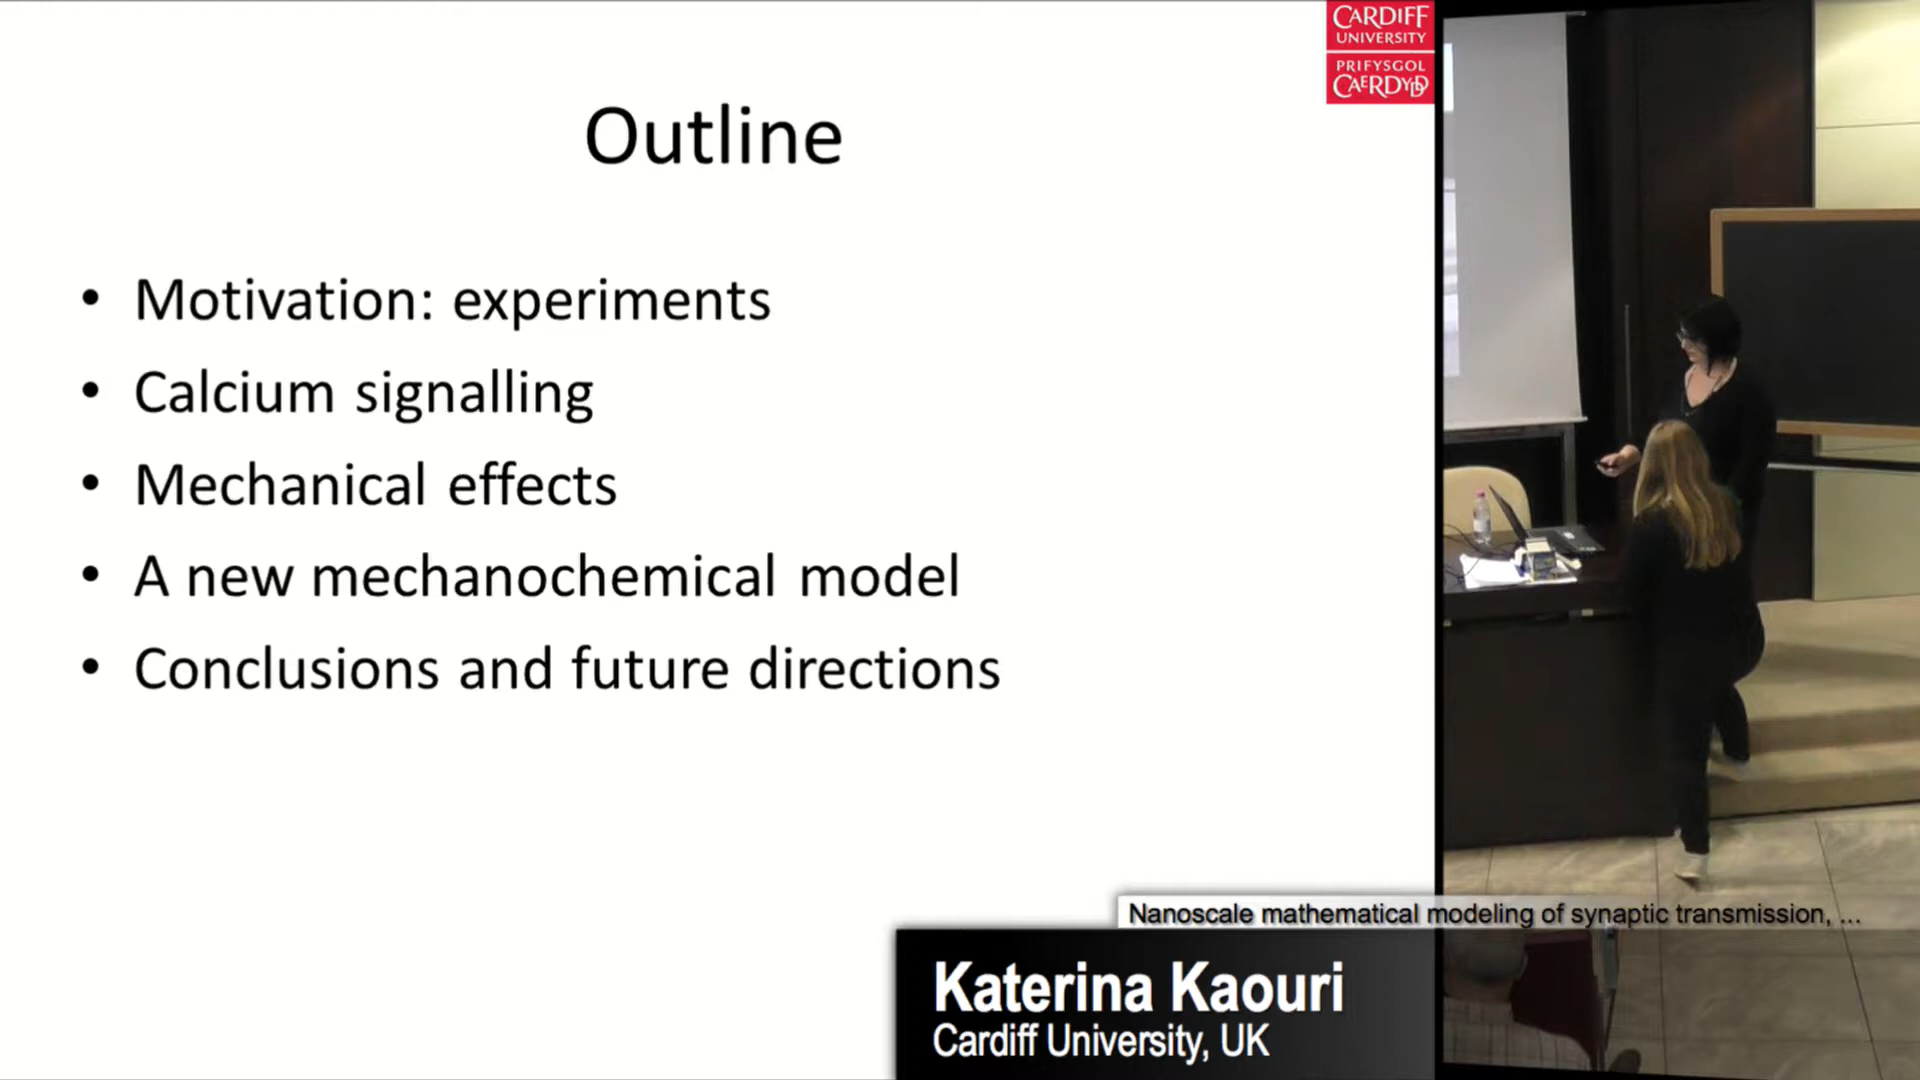 CARDIFF
UNIVERSITY
PRIFYSGOL
CAERDYDD
Outline
• Motivation: experiments
• Calcium signalling
• Mechanical effects
• A new mechanochemical model
• Conclusions and future directions
Nanoscale mathematical modeling of synaptic transmission, ...
Katerina Kaouri
Cardiff University, UK